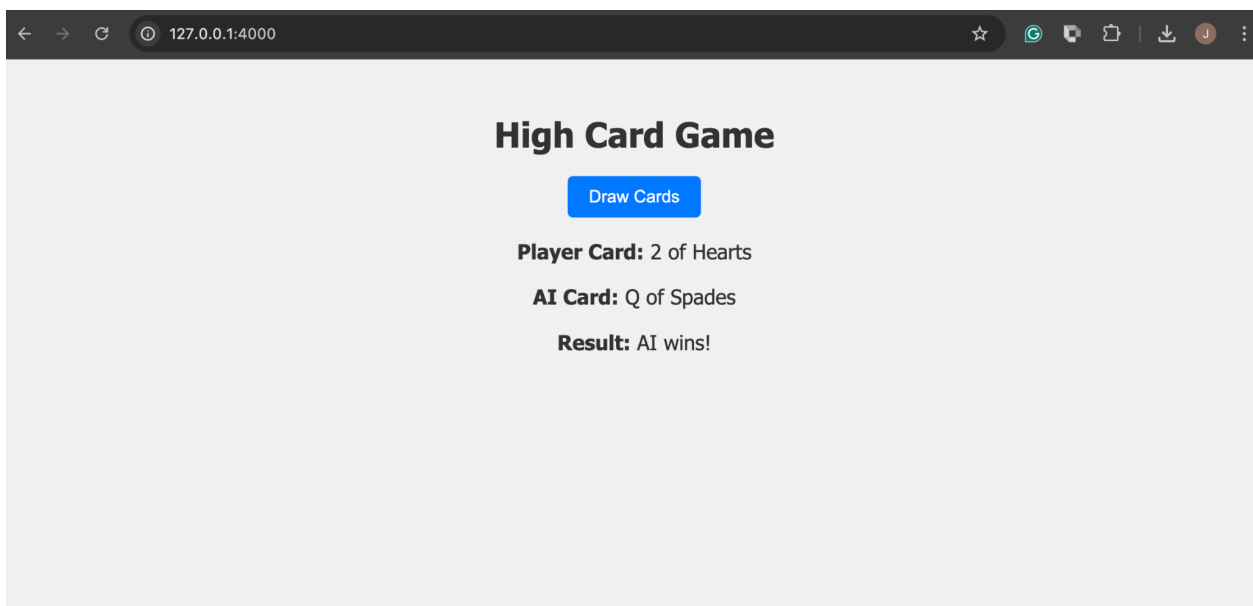 127.0.0.1:4000
J
High Card Game
Draw Cards
Player Card: 2 of Hearts
AI Card: Q of Spades
Result: AI wins!